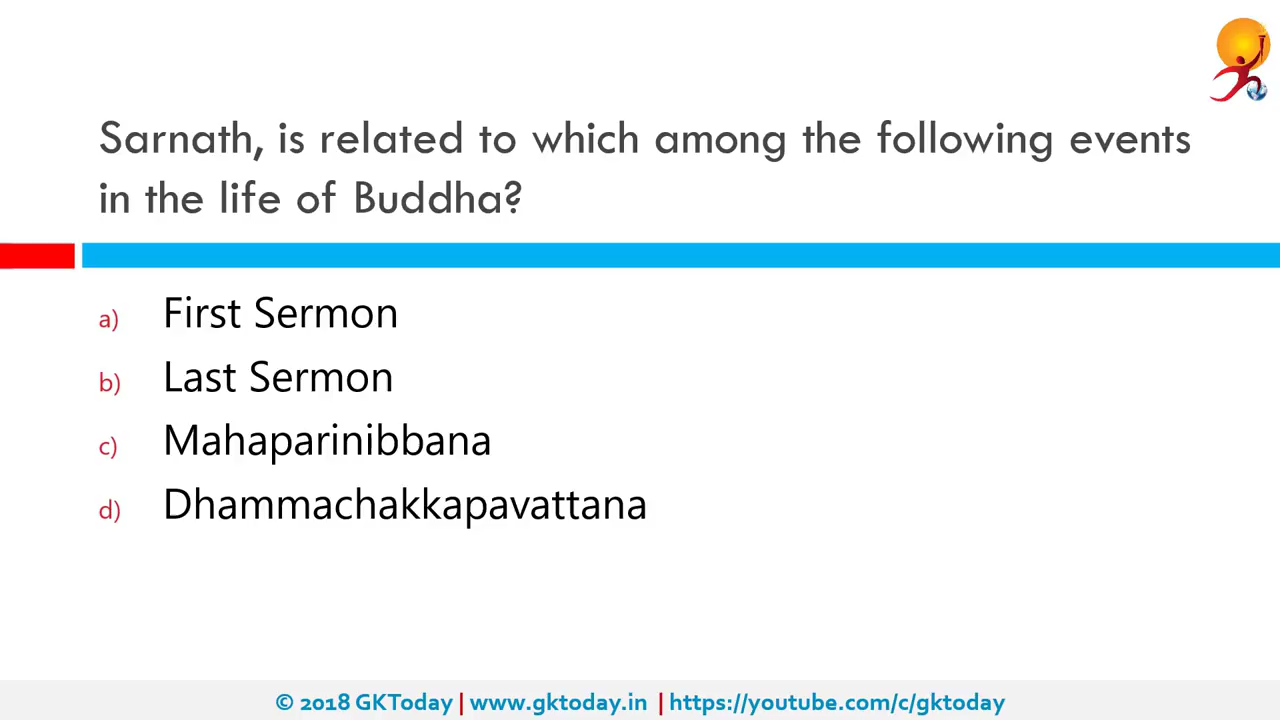 Sarnath, is related to which among the following events
in the life of Buddha?
a) First Sermon
b) Last Sermon
c) Mahaparinibbana
d) Dhammachakkapavattana
© 2018 GKToday | www.gktoday.in | https://youtube.com/c/gktoday